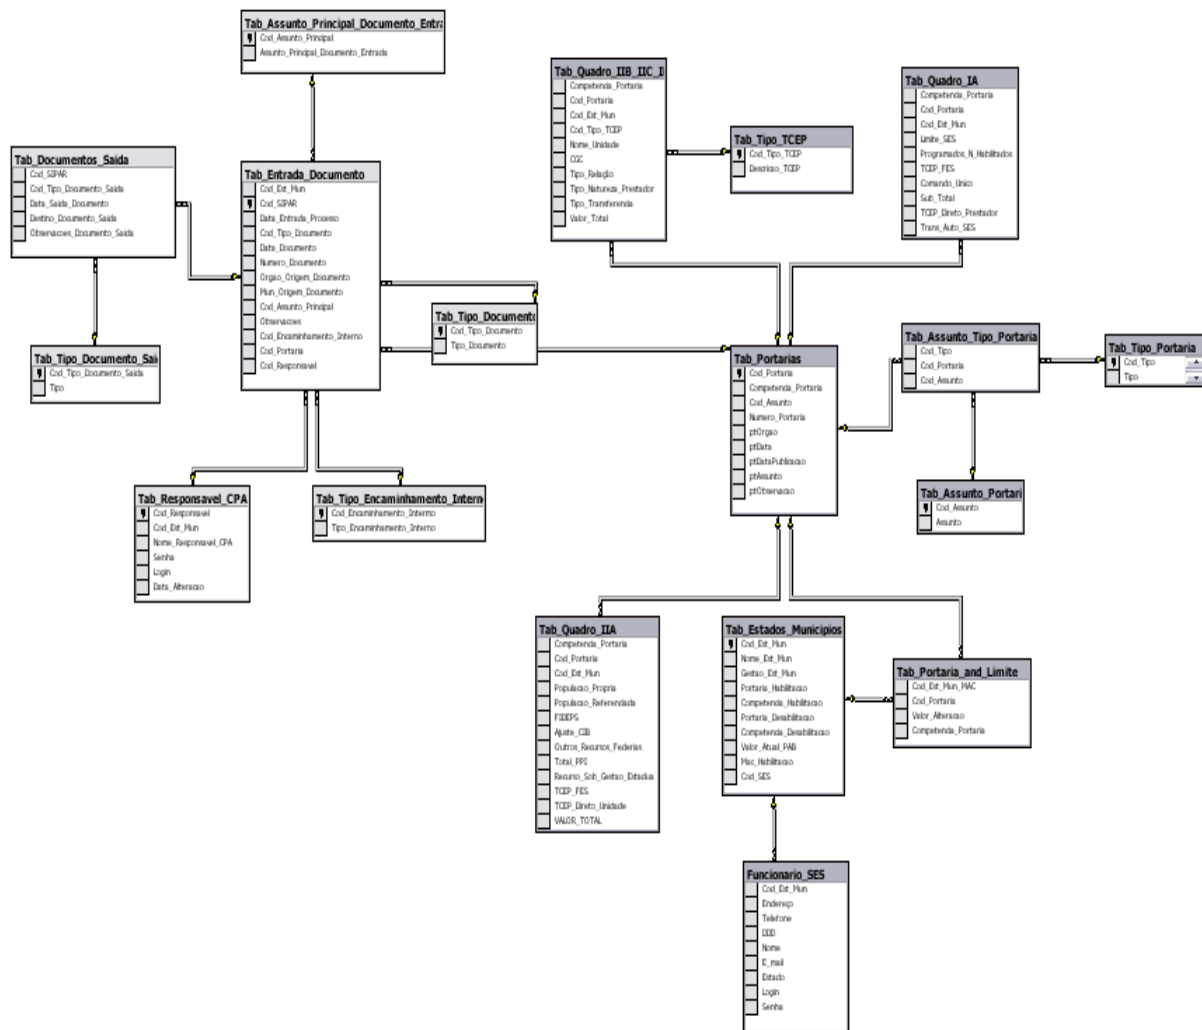 Tab_Assunto_Principal_Documento_Entra
Cod_Assunto_Principal
Assunto_Principal_Documento_Entrada
Tab_Documentos_Saida
Cod_SIPAR
Cod_Tipo_Documento_Saida
Data_Saida_Documento
Destino_Documento_Saida
Observacoes_Documento_Saida
Tab_Entrada_Documento
Cod_Est_Mun
Cod_SIPAR
Data_Entrada_Processo
Cod_Tipo_Documento
Data_Documento
Numero_Documento
Orgao_Origem_Documento
Mun_Origem_Documento
Cod_Assunto_Principal
Observacoes
Cod_Encaminhamento_Interno
Cod_Portaria
Cod_Responsavel
Tab_Tipo_Documento_Sai
Cod_Tipo_Documento_Saida
Tipo
Tab_Tipo_Documento
Cod_Tipo_Documento
Tipo_Documento
Tab_Responsavel_CPA
Cod_Responsavel
Cod_Est_Mun
Nome_Responsavel_CPA
Senha
Login
Data_Alteracao
Tab_Tipo_Encaminhamento_Intern
Cod_Encaminhamento_Interno
Tipo_Encaminhamento_Interno
Tab_Quadro_IIB_IIC_I
Competencia_Portaria
Cod_Portaria
Cod_Est_Mun
Cod_Tipo_TCEP
Nome_Unidade
CGC
Tipo_Relação
Tipo_Natureza_Prestador
Tipo_Transferencia
Valor_Total
Tab_Tipo_TCEP
Cod_Tipo_TCEP
Descricao_TCEP
Tab_Quadro_IA
Competencia_Portaria
Cod_Portaria
Cod_Est_Mun
Limite_SES
Programados_N_Habilitados
TCEP_FES
Comando_Unico
Sub_Total
TCEP_Direto_Prestador
Trans_Auto_SES
Tab_Portarias
Cod_Portaria
Competencia_Portaria
Cod_Assunto
Numero_Portaria
ptOrgao
ptData
ptDataPublicacao
ptAssunto
ptObservacao
Tab_Assunto_Tipo_Portaria
Cod_Tipo
Cod_Portaria
Cod_Assunto
Tab_Tipo_Portaria
Cod_Tipo
Tipo
Tab_Assunto_Portari
Cod_Assunto
Assunto
Tab_Quadro_IIA
Competencia_Portaria
Cod_Portaria
Cod_Est_Mun
Populacao_Propria
Populacao_Referendada
FIDEPS
Ajuste_CIB
Outros_Recursos_Federias
Total_PPI
Recurso_Sob_Gestao_Estadua
TCEP_FES
TCEP_Direto_Unidade
VALOR_TOTAL
Tab_Estados_Municipios
Cod_Est_Mun
Nome_Est_Mun
Gestao_Est_Mun
Portaria_Habilitacao
Competencia_Habilitacao
Portaria_Desabilitacao
Competencia_Desabilitacao
Valor_Atual_PAB
Mac_Habilitacao
Cod_SES
Tab_Portaria_and_Limite
Cod_Est_Mun_MAC
Cod_Portaria
Valor_Alteracao
Competencia_Portaria
Funcionario_SES
Cod_Est_Mun
Endereço
Telefone
DDD
Nome
E_mail
Estado
Login
Senha